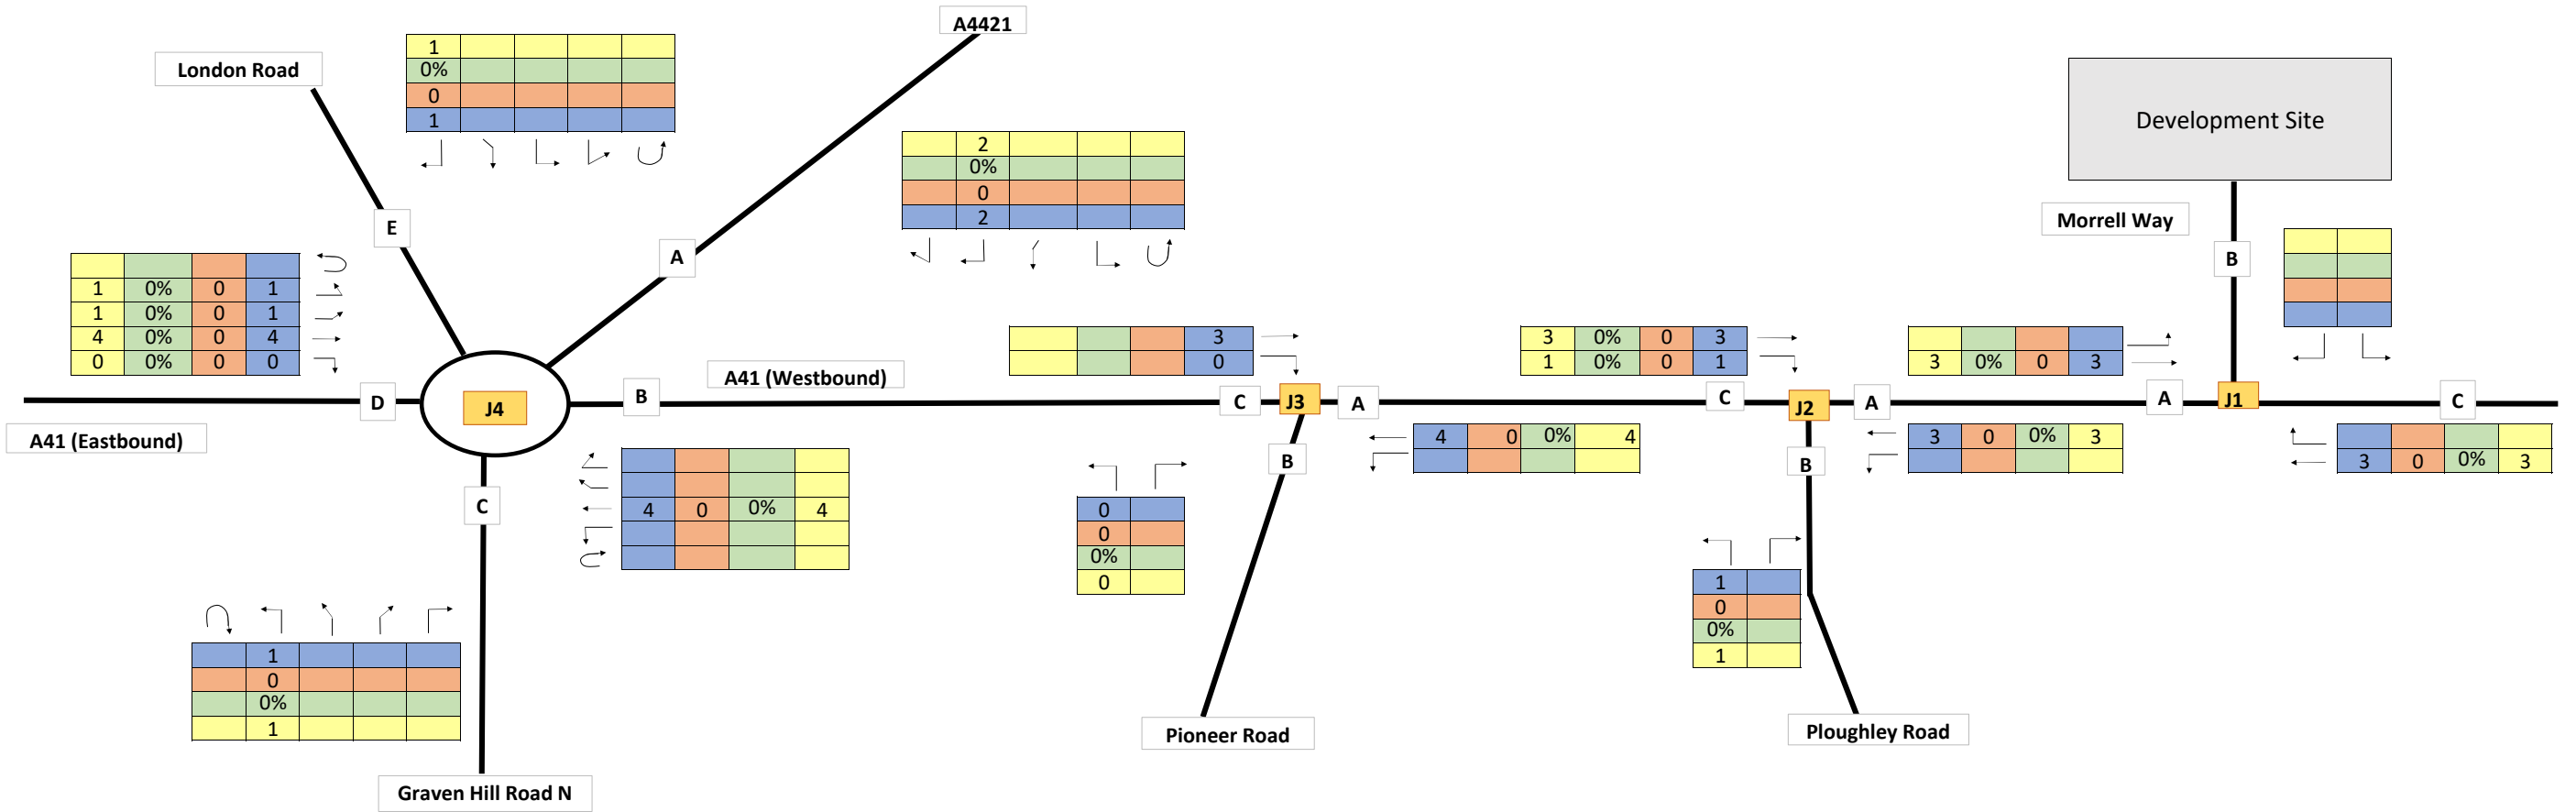 A4421
London Road
1
0%
0
1
Development Site
2
0%
0
2
Morrell Way
E
A
B
1 0% 0 1
1 0% 0 1
4 0% 0 4
0 0% 0 0
3
0
3 0% 0 3
1 0% 0 1
3 0% 0 3
A41 (Westbound)
D
J4
B
C
J3
A
C
J2
A
A
J1
C
A41 (Eastbound)
4 0 0% 4
3 0 0% 3
3 0 0% 3
B
B
C
4 0 0% 4
0
0
0%
0
1
0
0%
1
1
0
0%
1
Pioneer Road
Ploughley Road
Graven Hill Road N